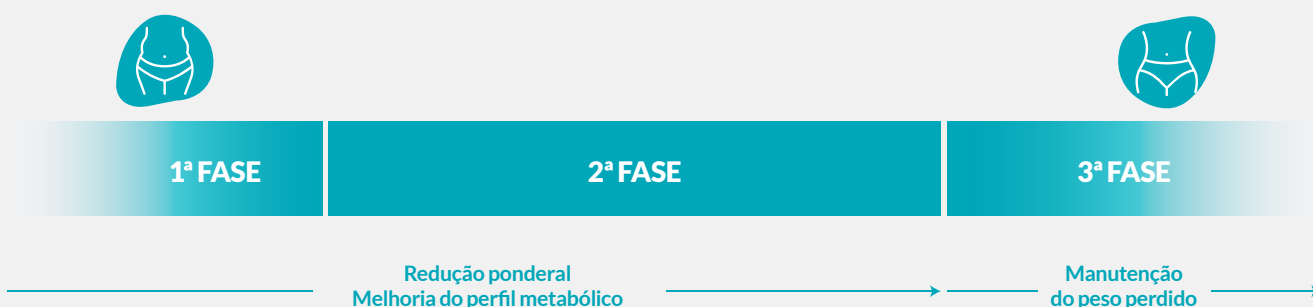 1ª FASE
2ª FASE
3ª FASE
Redução ponderal
Melhoria do perfil metabólico
Manutenção
do peso perdido